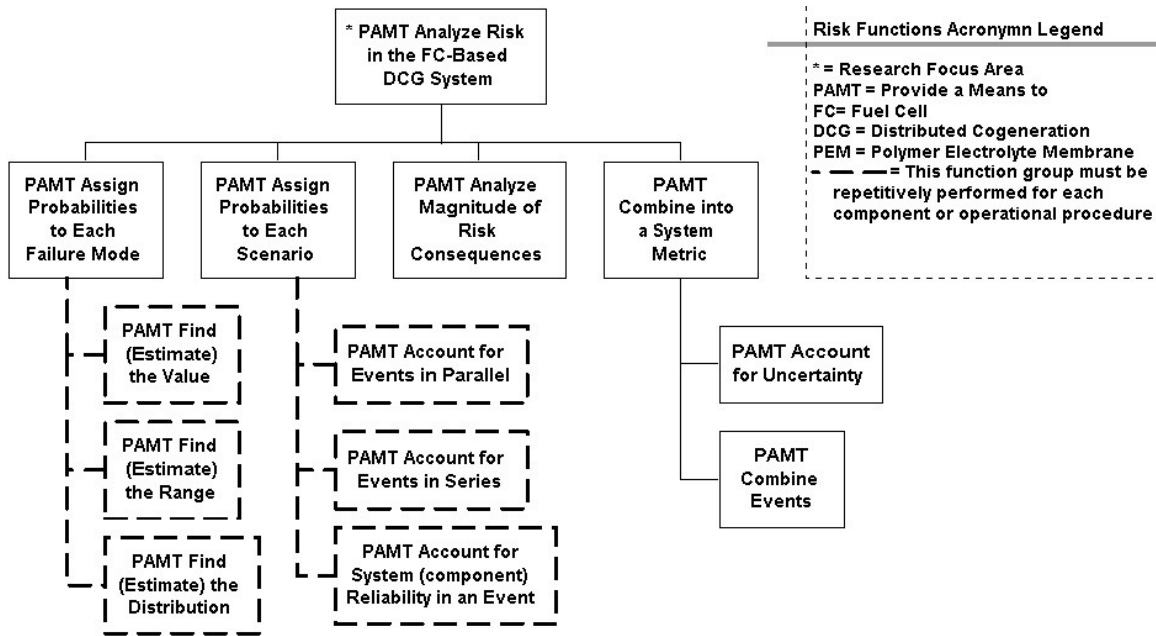 * PAMT Analyze Risk
in the FC-Based
DCG System
Risk Functions Acronymn Legend
* = Research Focus Area
PAMT = Provide a Means to
FC= Fuel Cell
DCG = Distributed Cogeneration
PEM = Polymer Electrolyte Membrane
= This function group must be
repetitively performed for each
component or operational procedure
PAMT Assign
Probabilities
to Each
Failure Mode
PAMT Assign
Probabilities
to Each
Scenario
PAMT Analyze
Magnitude of
Risk
Consequences
PAMT
Combine into
a System
Metric
PAMT Find
(Estimate)
the Value
PAMT Find
(Estimate)
the Range
PAMT Find
(Estimate) the
Distribution
PAMT Account for
Events in Parallel
PAMT Account for
Events in Series
PAMT Account for
System (component)
Reliability in an Event
PAMT Account
for Uncertainty
PAMT
Combine
Events